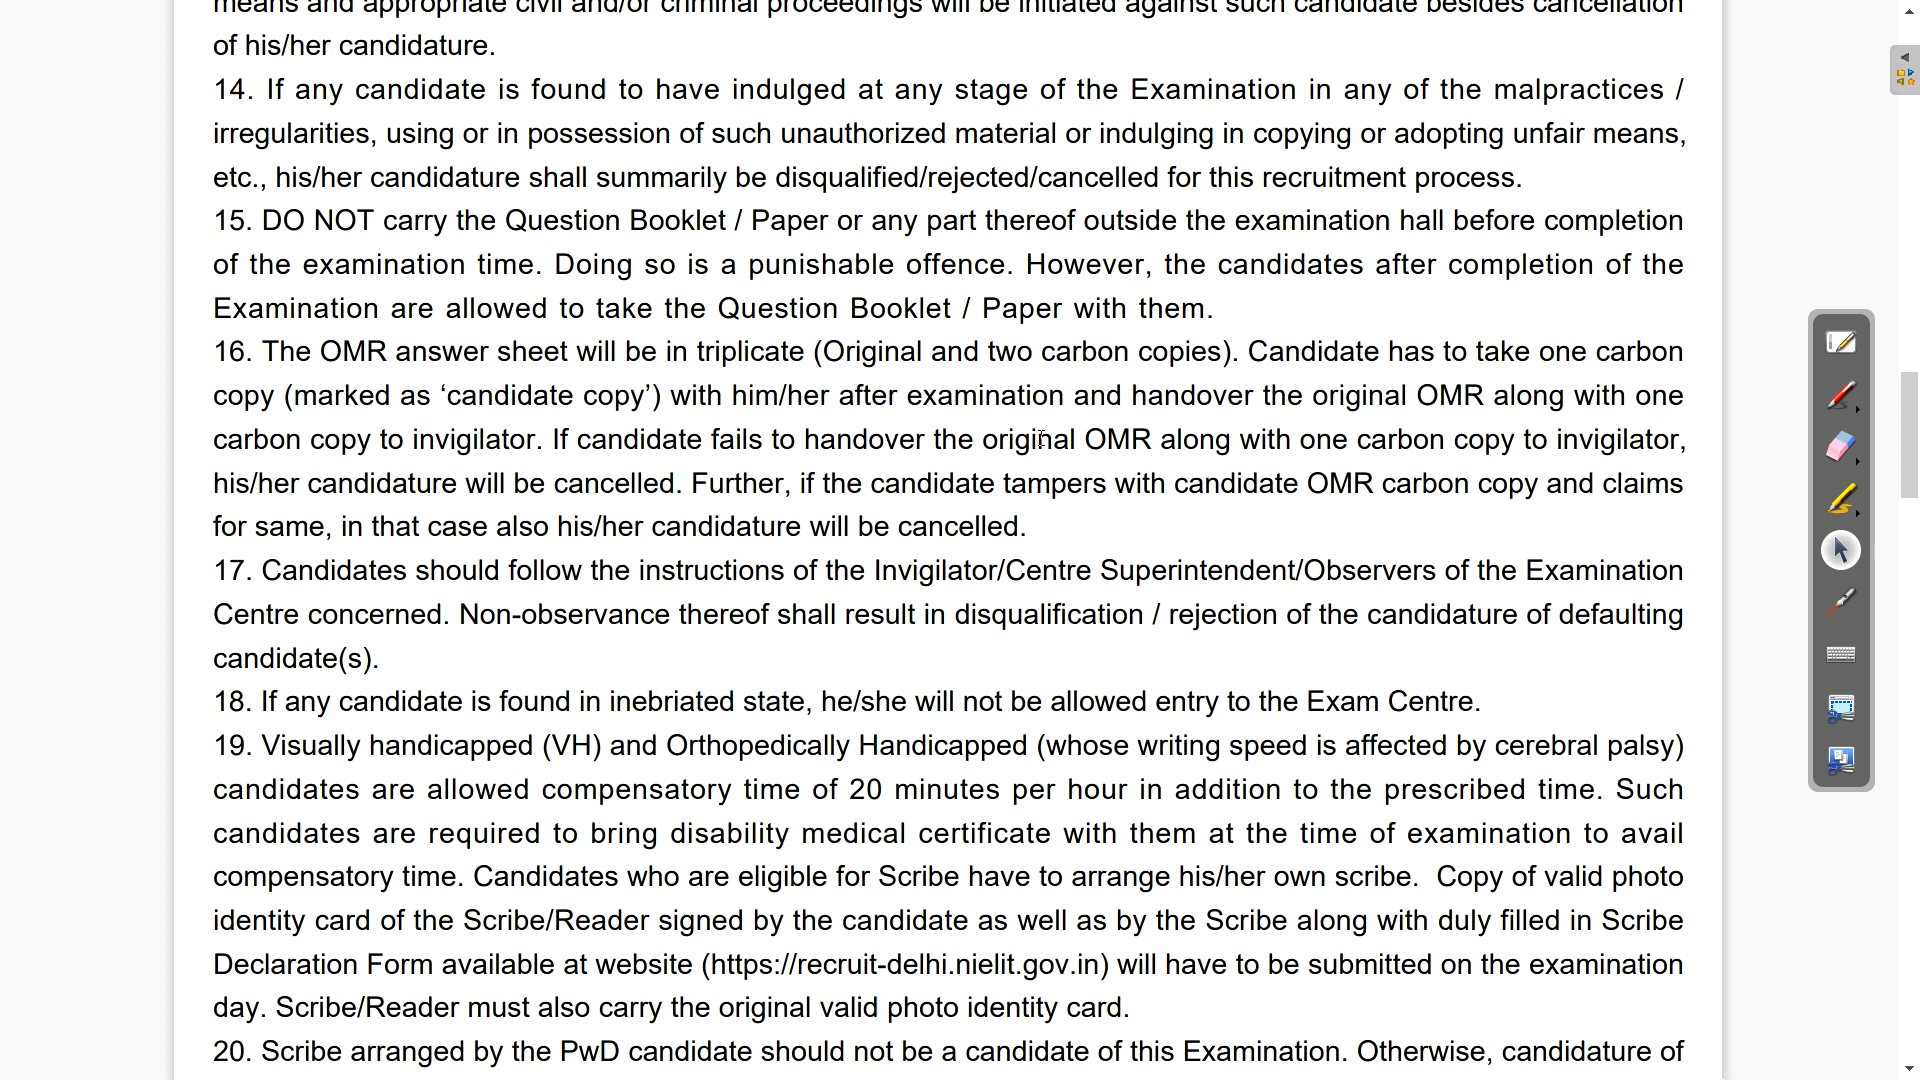 means and appropriate civil and/or criminal proceedings will be initiated against such candidate besides cancellation
of his/her candidature.
14. If any candidate is found to have indulged at any stage of the Examination in any of the malpractices /
irregularities, using or in possession of such unauthorized material or indulging in copying or adopting unfair means,
etc., his/her candidature shall summarily be disqualified/rejected/cancelled for this recruitment process.
15. DO NOT carry the Question Booklet / Paper or any part thereof outside the examination hall before completion
of the examination time. Doing so is a punishable offence. However, the candidates after completion of the
Examination are allowed to take the Question Booklet / Paper with them.
16. The OMR answer sheet will be in triplicate (Original and two carbon copies). Candidate has to take one carbon
copy (marked as ‘candidate copy’) with him/her after examination and handover the original OMR along with one
carbon copy to invigilator. If candidate fails to handover the original OMR along with one carbon copy to invigilator,
his/her candidature will be cancelled. Further, if the candidate tampers with candidate OMR carbon copy and claims
for same, in that case also his/her candidature will be cancelled.
17. Candidates should follow the instructions of the Invigilator/Centre Superintendent/Observers of the Examination
Centre concerned. Non-observance thereof shall result in disqualification / rejection of the candidature of defaulting
candidate(s).
18. If any candidate is found in inebriated state, he/she will not be allowed entry to the Exam Centre.
19. Visually handicapped (VH) and Orthopedically Handicapped (whose writing speed is affected by cerebral palsy)
candidates are allowed compensatory time of 20 minutes per hour in addition to the prescribed time. Such
candidates are required to bring disability medical certificate with them at the time of examination to avail
compensatory time. Candidates who are eligible for Scribe have to arrange his/her own scribe.  Copy of valid photo
identity card of the Scribe/Reader signed by the candidate as well as by the Scribe along with duly filled in Scribe
Declaration Form available at website (https://recruit-delhi.nielit.gov.in) will have to be submitted on the examination
day. Scribe/Reader must also carry the original valid photo identity card.
20. Scribe arranged by the PwD candidate should not be a candidate of this Examination. Otherwise, candidature of